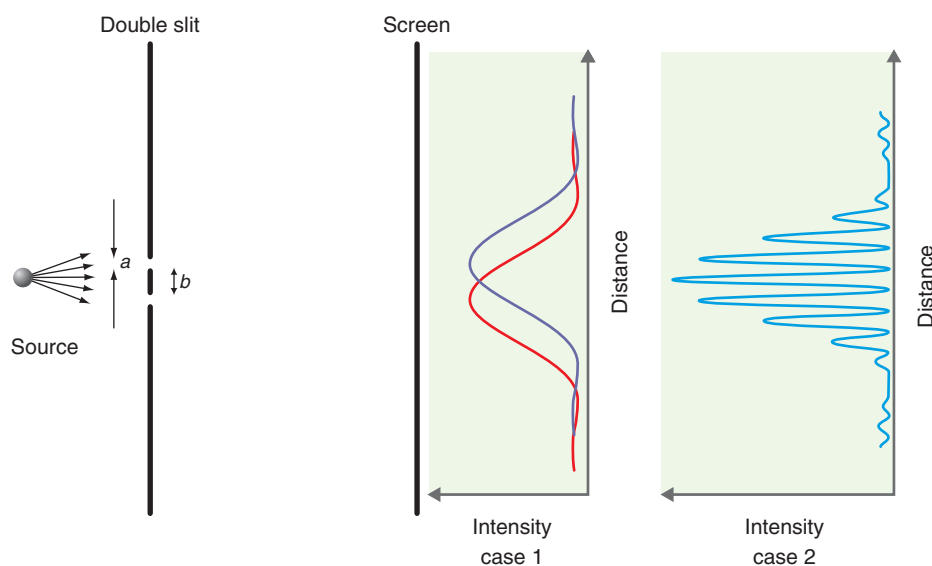 Double slit
Screen
a
b
Source
Distance
Distance
Intensity
case 1
Intensity
case 2